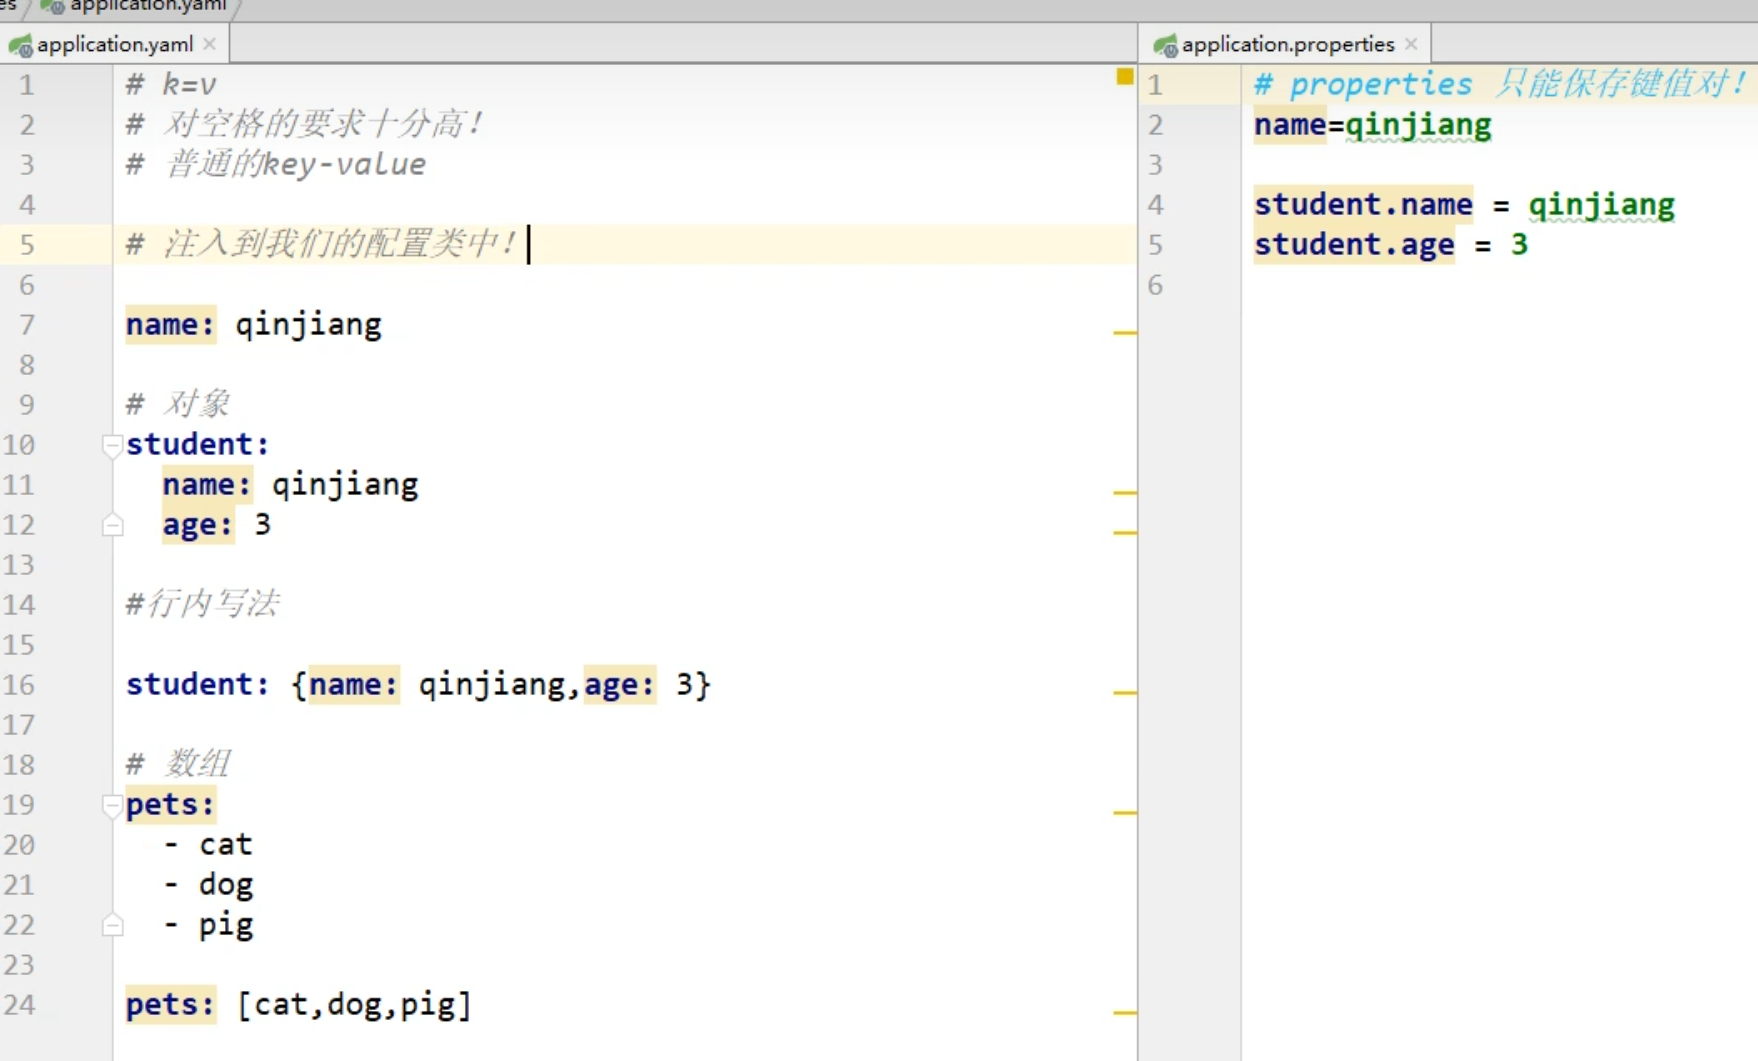 es
application.yaml
application.yaml
1 # k=v
2 # 对空格的要求十分高！
3 # 普通的key-value
4
5 # 注入到我们的配置类中！
6
7 name: qinjiang
8
9 # 对象
10 student:
11   name: qinjiang
12   age: 3
13
14 #行内写法
15
16 student: {name: qinjiang,age: 3}
17
18 # 数组
19 pets:
20   - cat
21   - dog
22   - pig
23
24 pets: [cat,dog,pig]
application.properties
1 # properties 只能保存键值对！
2 name=qinjiang
3
4 student.name = qinjiang
5 student.age = 3
6